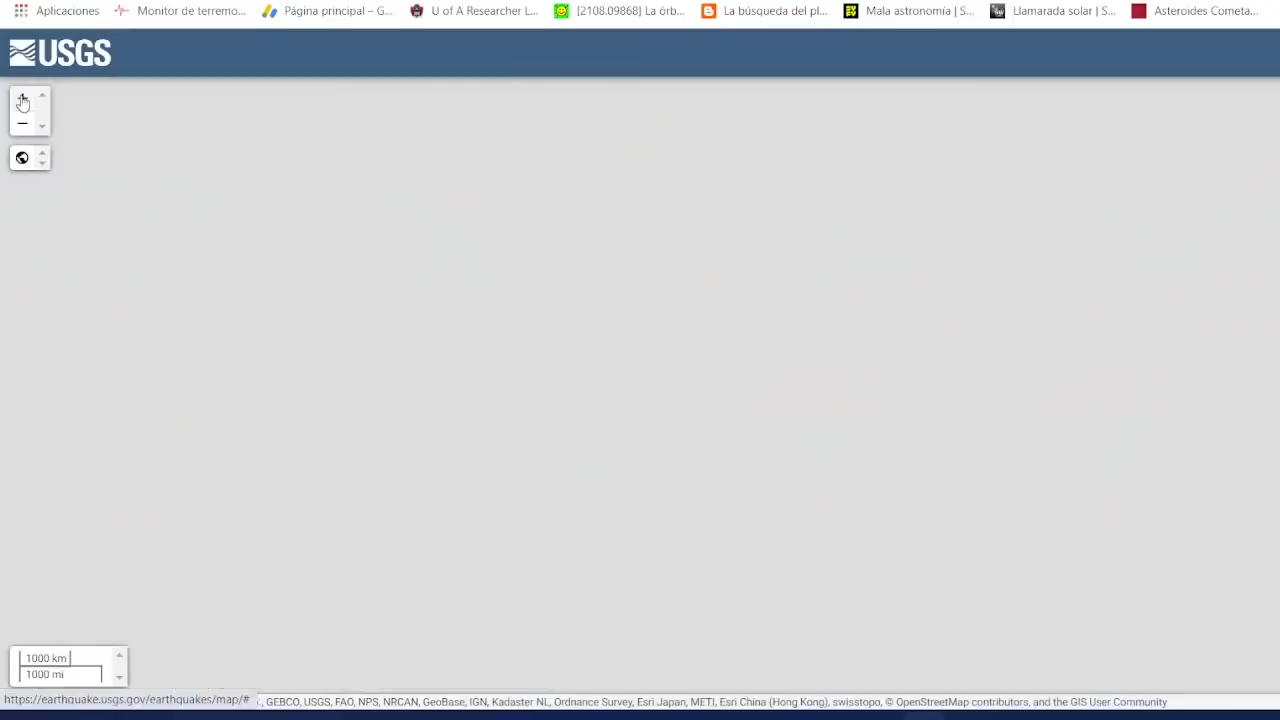 Aplicaciones Monitor de terremo... Página principal – G... U of A Researcher L... [2108.09868] La órb... La búsqueda del pl... Mala astronomía | S... Llamarada solar | S... Asteroides Cometa...
USGS
1000 km
1000 mi
https://earthquake.usgs.gov/earthquakes/map/# , GEBCO, USGS, FAO, NPS, NRCAN, GeoBase, IGN, Kadaster NL, Ordnance Survey, Esri Japan, METI, Esri China (Hong Kong), swisstopo, © OpenStreetMap contributors, and the GIS User Community